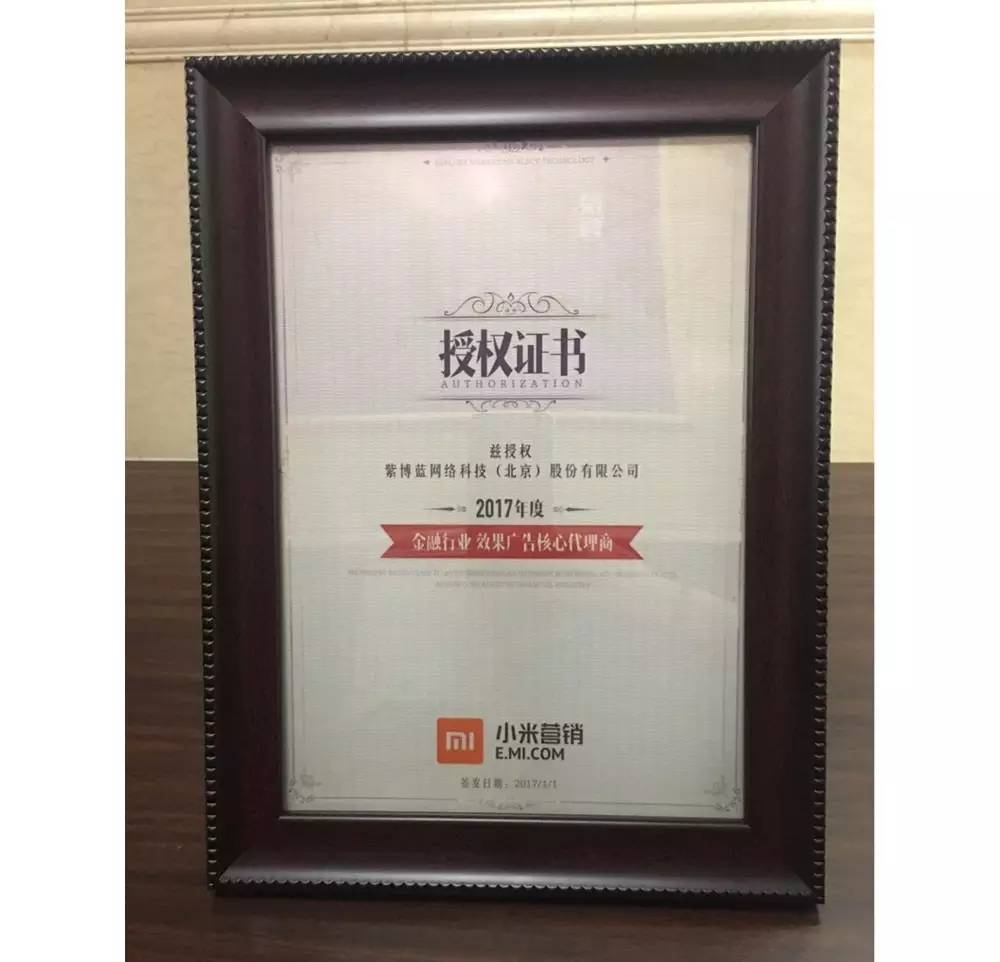 授权证书
AUTHORIZATION
兹授权
紫博蓝网络科技（北京）股份有限公司
2017年度
金融行业 效果广告核心代理商
mi 小米营销
E.MI.COM
签发日期：2017/1/1